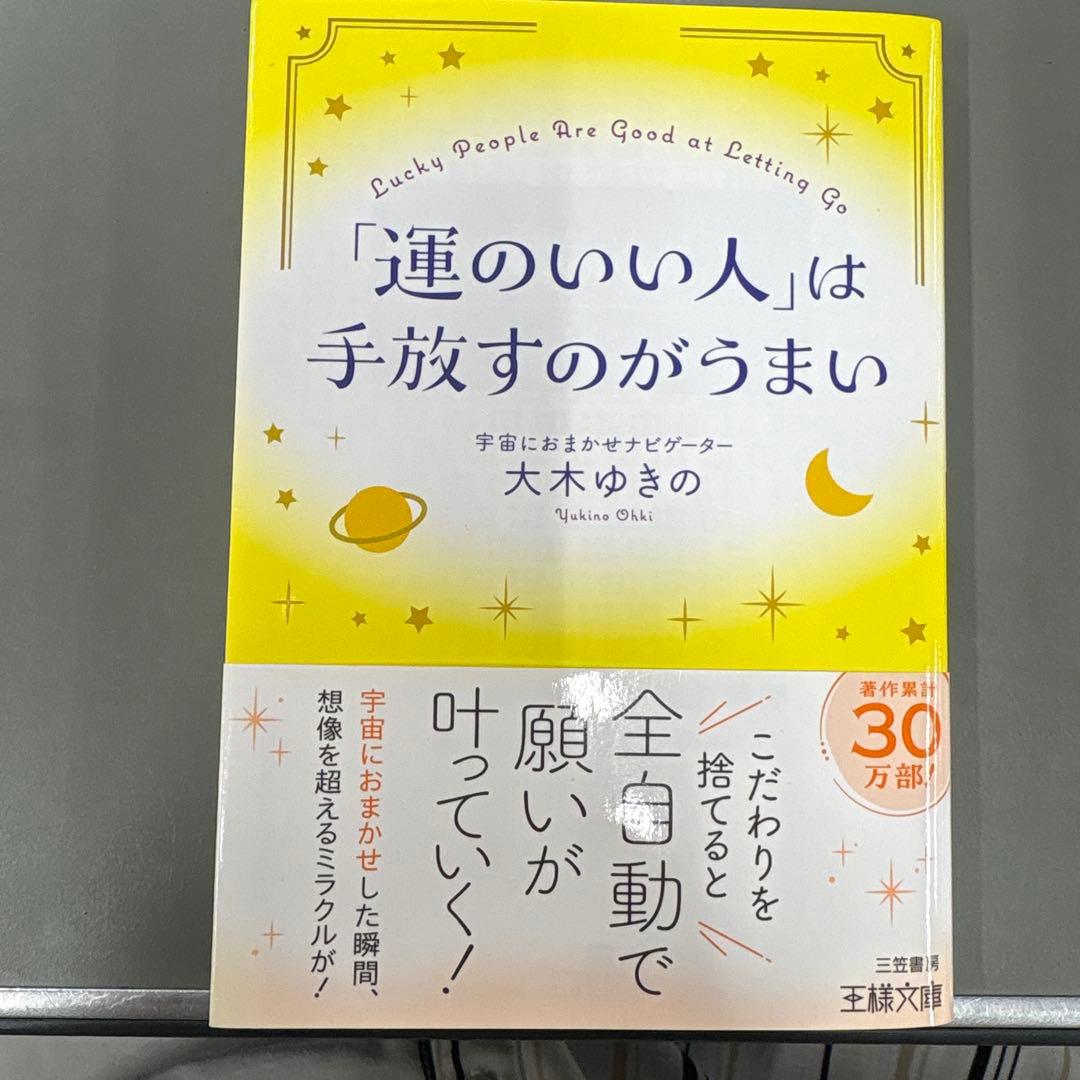 Lucky People Are Good at Letting Go
「運のいい人」は
手放すのがうまい
宇宙におまかせナビゲーター
大木ゆきの
Yukino Ohki
著作累計
30
万部!
こだわりを
捨てると
全自動で
願いが
叶っていく!
宇宙におまかせした瞬間、
想像を超えるミラクルが!
三笠書房
王様文庫